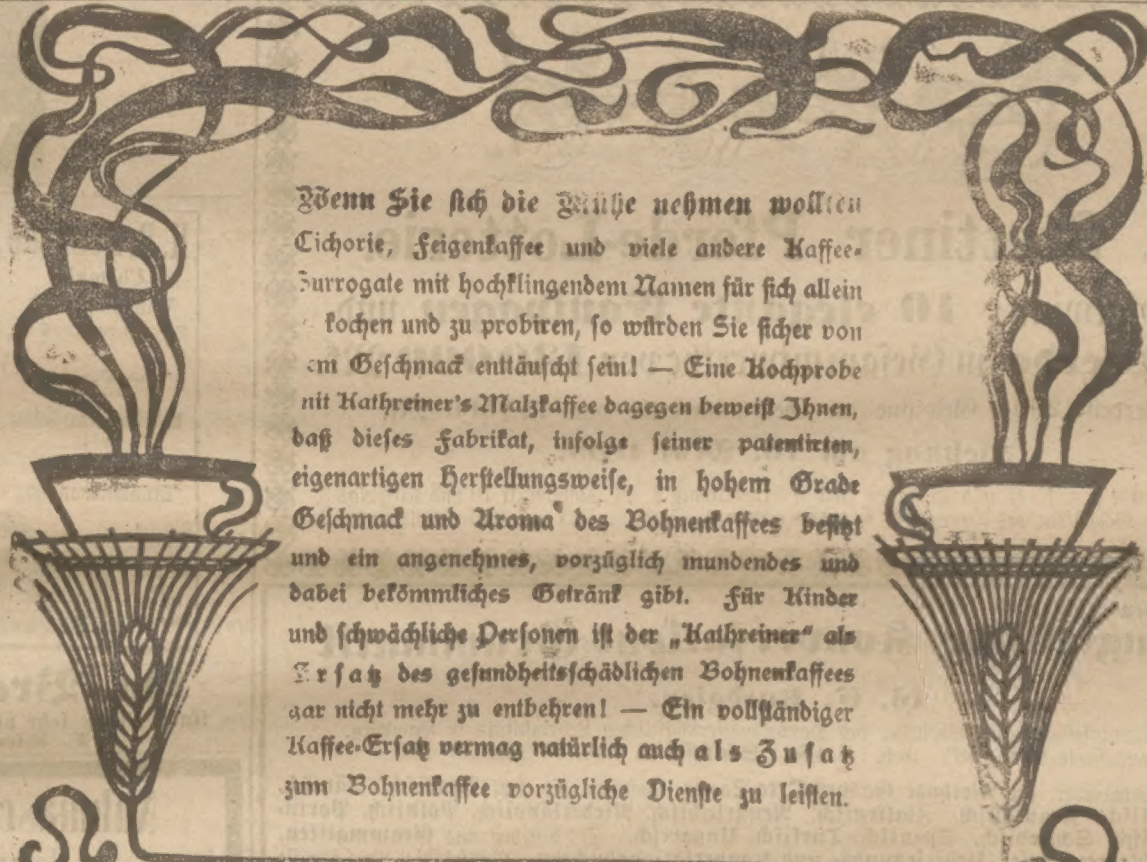 Wenn Sie sich die Mühe nehmen wollten
Cichorie, Feigenkaffee und viele andere Kaffee-
Surrogate mit hochklingendem Namen für sich allein
kochen und zu probiren, so würden Sie sicher von
em Geschmack enttäuscht sein! — Eine Kochprobe
mit Kathreiner's Malzkaffee dagegen beweist Ihnen,
daß dieses Fabrikat, infolge seiner patentirten,
eigenartigen Herstellungsweise, in hohem Grade
Geschmack und Aroma des Bohnenkaffees besitzt
und ein angenehmes, vorzüglich mundendes und
dabei bekömmliches Getränk gibt. Für Kinder
und schwächliche Personen ist der „Kathreiner" als
Ersatz des gesundheitsschädlichen Bohnenkaffees
gar nicht mehr zu entbehren! — Ein vollständiger
Kaffee-Ersatz vermag natürlich auch als Zusatz
zum Bohnenkaffee vorzügliche Dienste zu leisten.